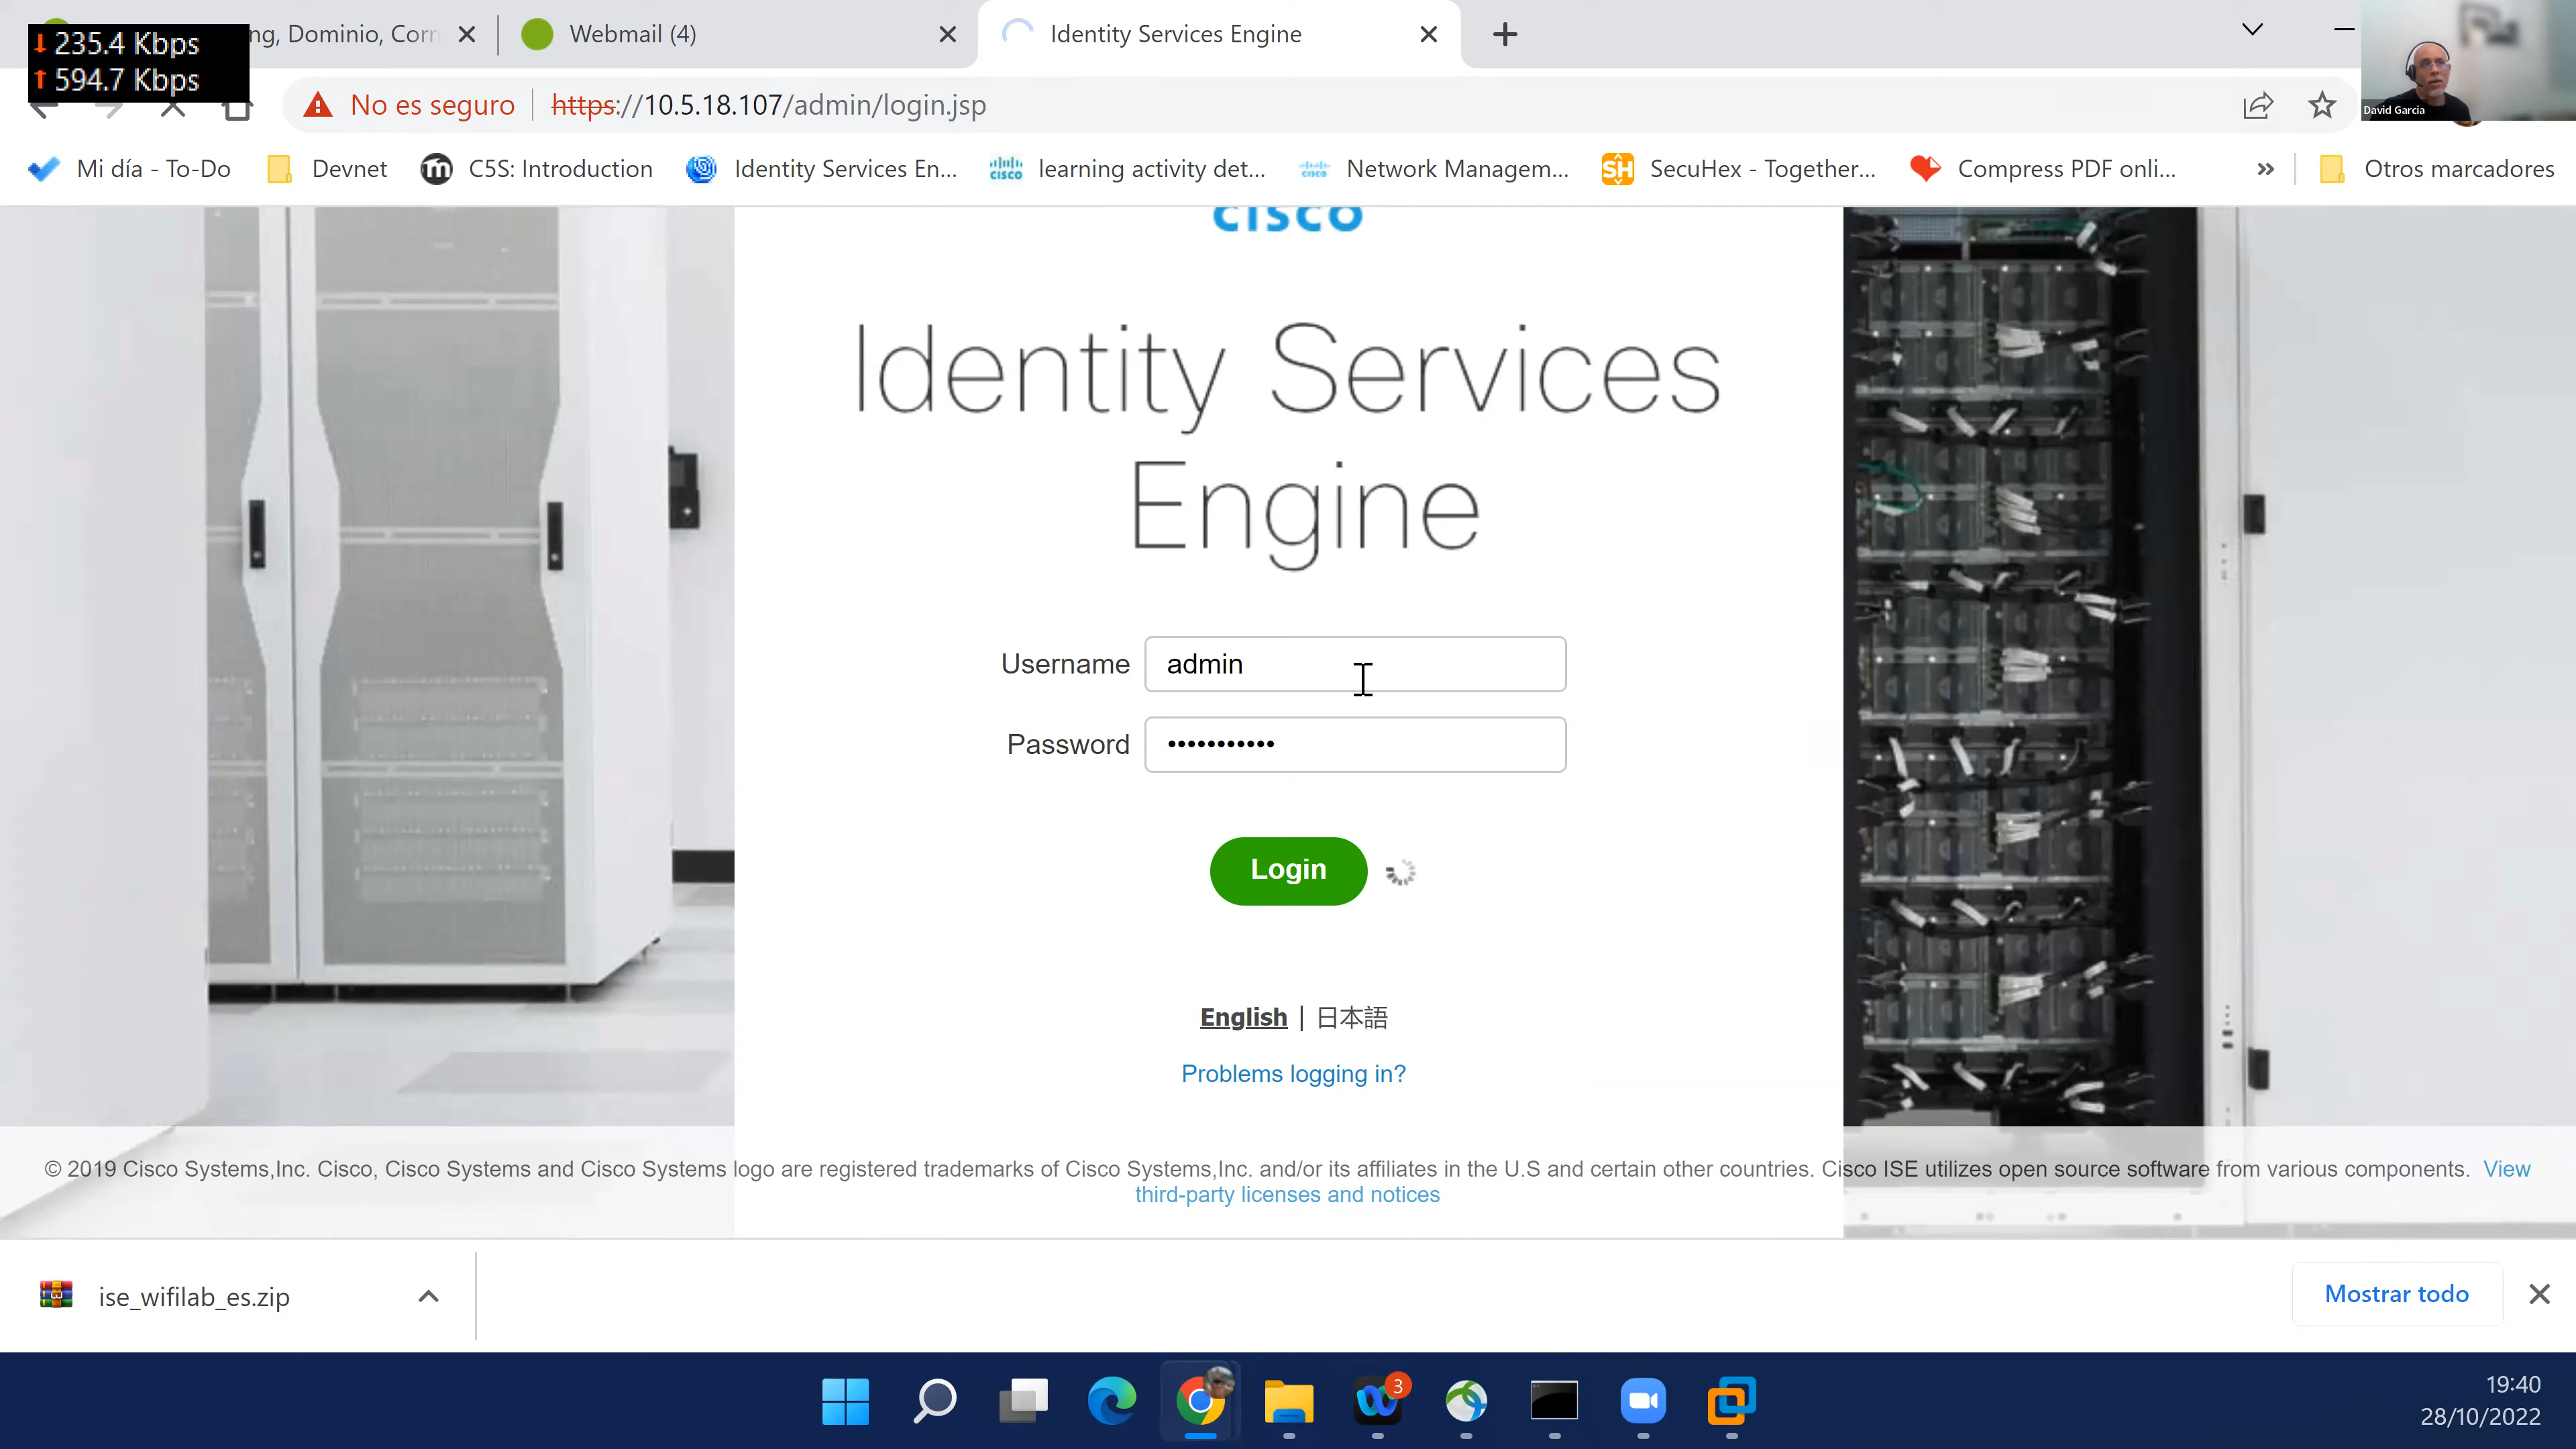 235.4 Kbps
594.7 Kbps
ng, Dominio, Corr
Webmail (4)
Identity Services Engine
David Garcia
No es seguro
https://10.5.18.107/admin/login.jsp
Mi día - To-Do
Devnet
C5S: Introduction
Identity Services En...
CISCO
learning activity det...
CISCO
Network Managem...
SH
SecuHex - Together...
Compress PDF onli...
»
Otros marcadores
CISCO
Identity Services
Engine
Username
admin
Password
•••••••••••
Login
English | 日本語
Problems logging in?
© 2019 Cisco Systems,Inc. Cisco, Cisco Systems and Cisco Systems logo are registered trademarks of Cisco Systems,Inc. and/or its affiliates in the U.S and certain other countries. Cisco ISE utilizes open source software from various components. View
third-party licenses and notices
ise_wifilab_es.zip
Mostrar todo
3
19:40
28/10/2022